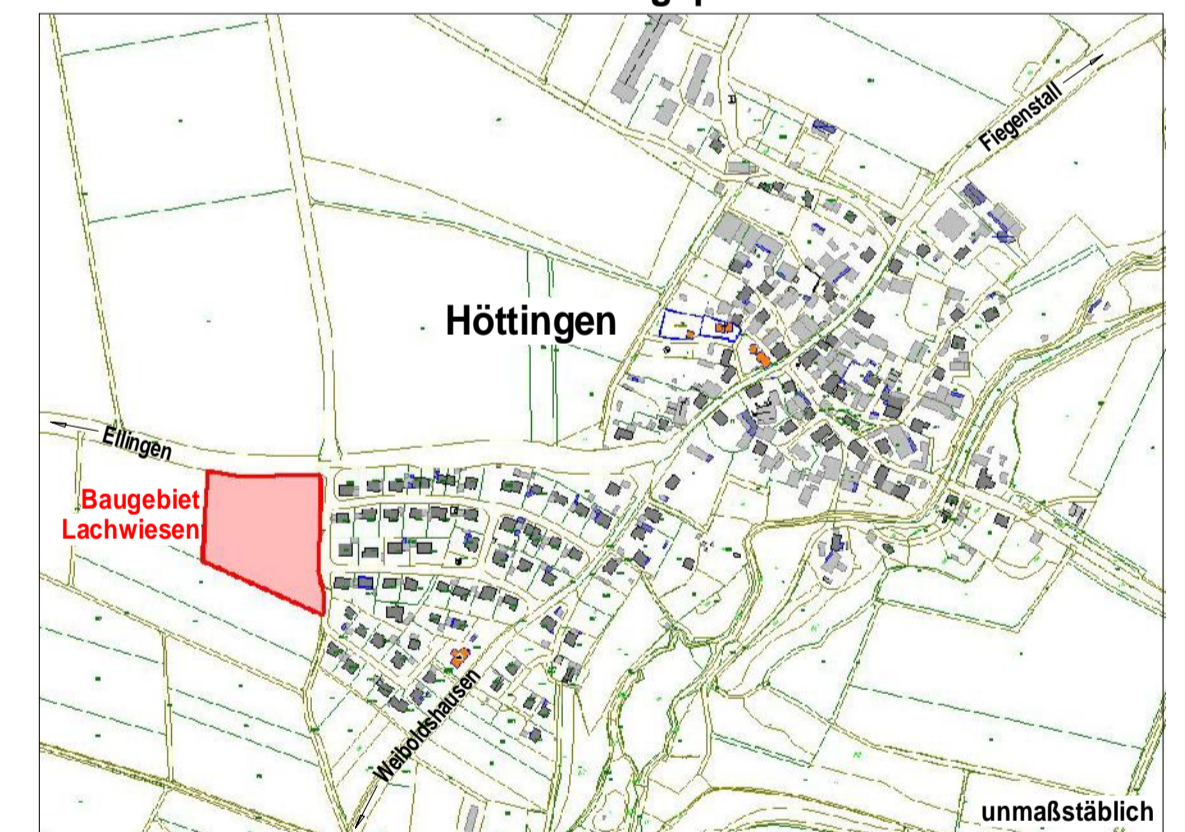 Fiegenstall
Höttingen
Ellingen
Baugebiet
Lachwiesen
Weiboldshausen
unmaßstäblich